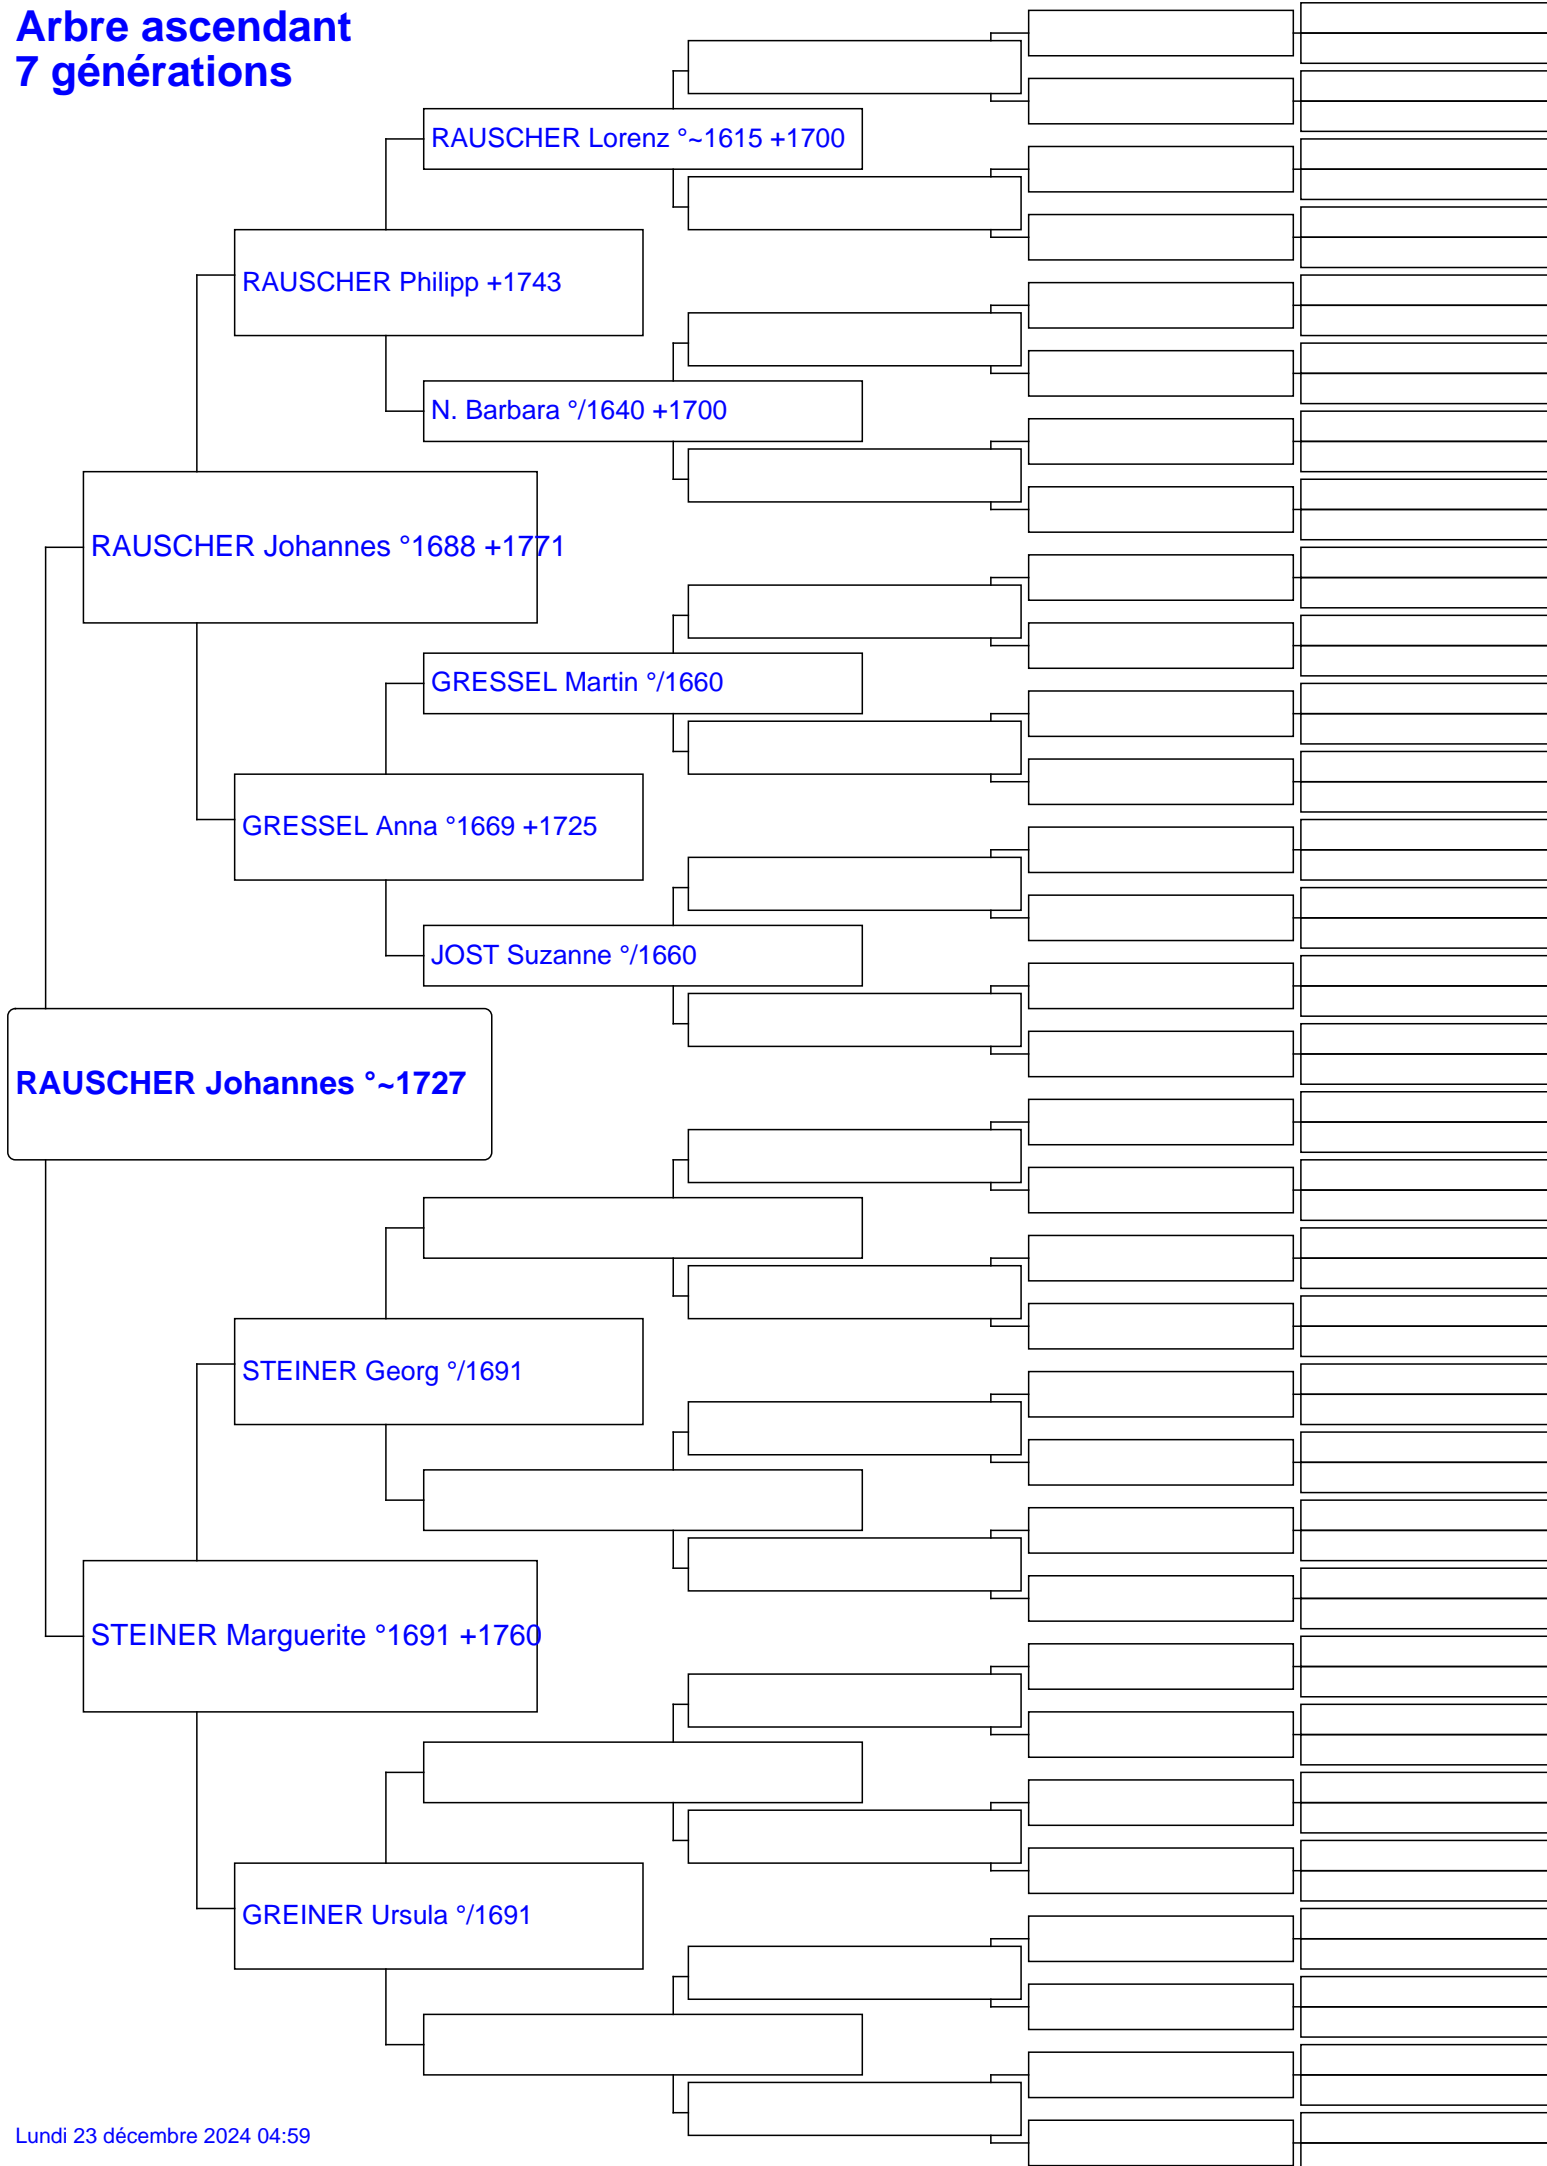 Arbre ascendant
7 générations
RAUSCHER Lorenz °~1615 +1700
RAUSCHER Philipp +1743
N. Barbara °/1640 +1700
RAUSCHER Johannes °1688 +1771
GRESSEL Martin °/1660
GRESSEL Anna °1669 +1725
JOST Suzanne °/1660
RAUSCHER Johannes °~1727
STEINER Georg °/1691
STEINER Marguerite °1691 +1760
GREINER Ursula °/1691
Lundi 23 décembre 2024 04:59